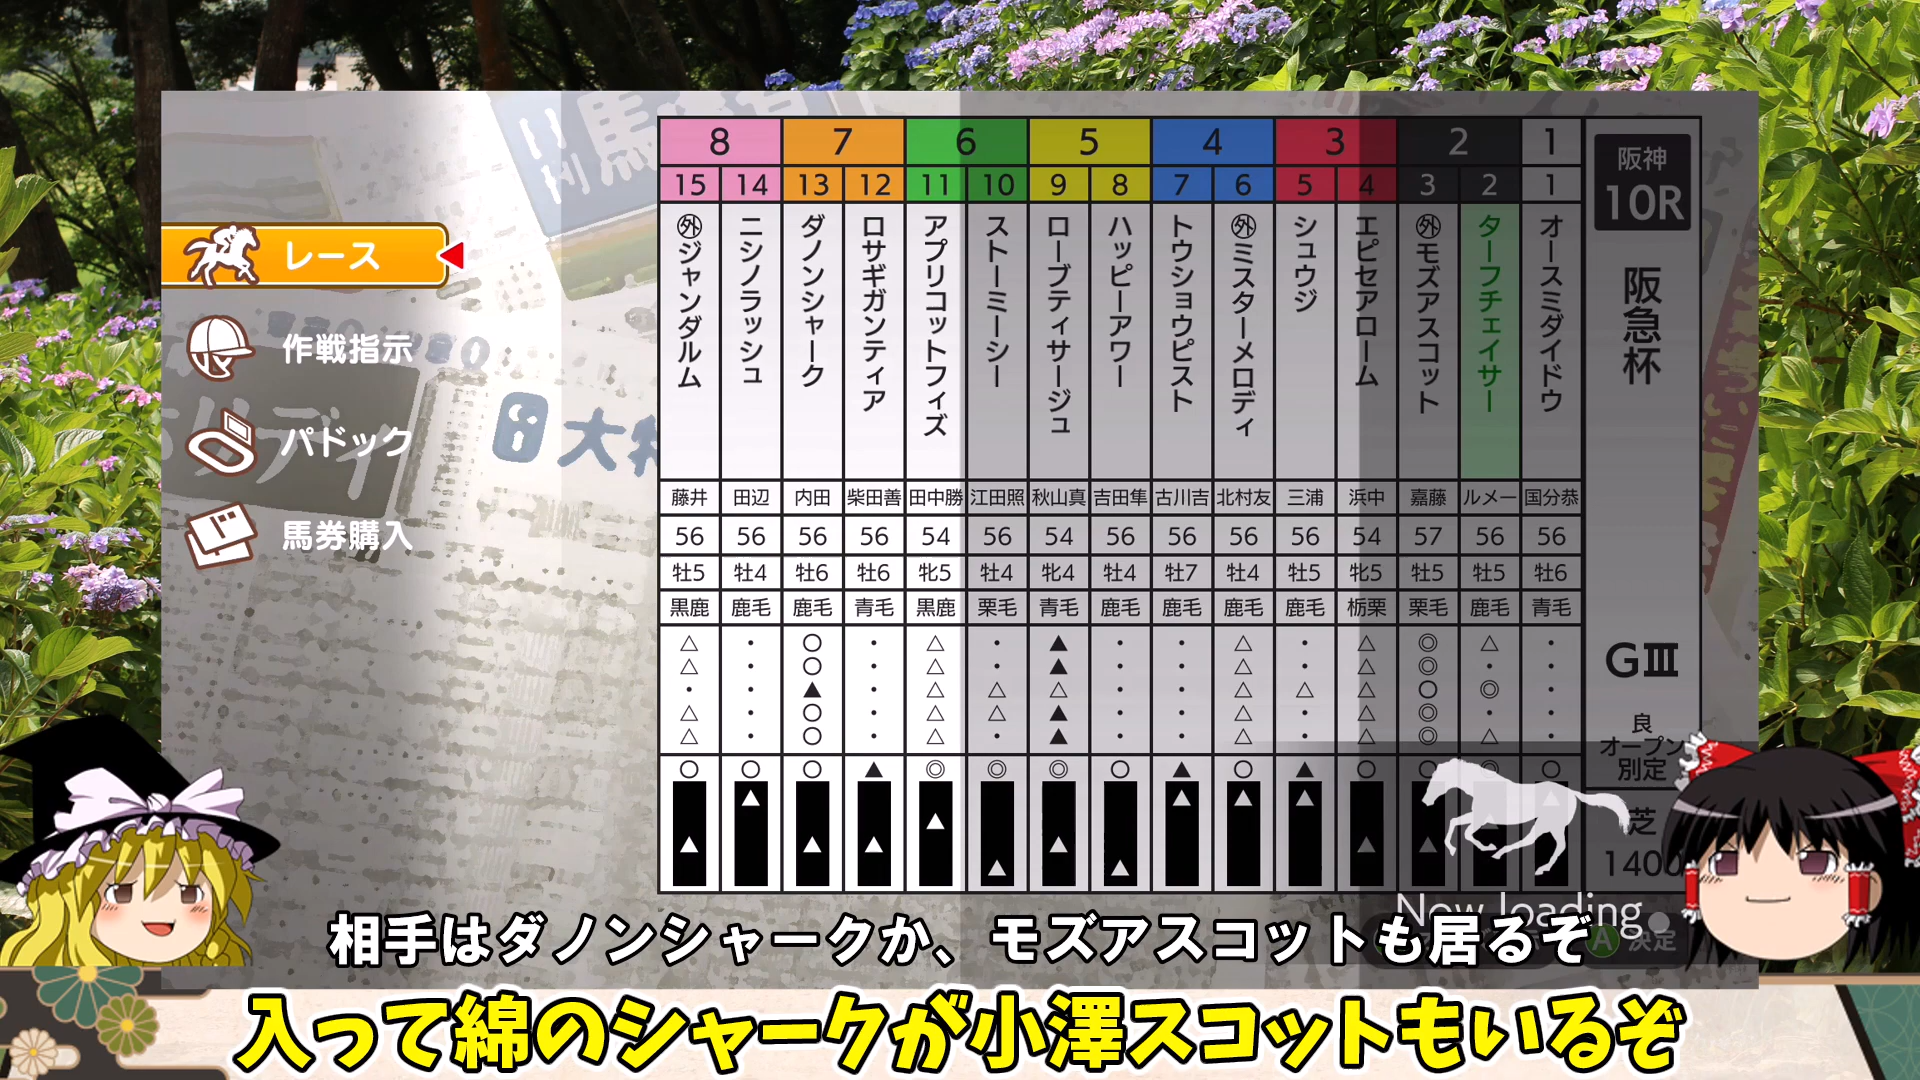 8 7 6 5 4 3 2 1
15 14 13 12 11 10 9 8 7 6 5 4 3 2 1
阪神
10R
阪急杯
GⅢ
良
オープン
別定
芝
1400
オースミダイドウ
ターフチェイサー
外モズアスコット
エピセアローム
シュウジ
外ミスターメロディ
トウショウピスト
ハッピーアワー
ローブティサージュ
ストーミーシー
アプリコットフィズ
ロサギガンティア
ダノンシャーク
ニシノラッシュ
外ジャンダルム
藤井 田辺 内田 柴田善 田中勝 江田照 秋山真 吉田隼 古川吉 北村友 三浦 浜中 嘉藤 ルメー 国分恭
56 56 56 56 54 56 54 56 56 56 56 54 57 56 56
牡5 牡4 牡6 牡6 牝5 牡4 牝4 牡4 牡7 牡4 牡5 牝5 牡5 牡5 牡6
黒鹿 鹿毛 鹿毛 青毛 黒鹿 栗毛 青毛 鹿毛 鹿毛 鹿毛 鹿毛 栃栗 栗毛 鹿毛 青毛
レース
作戦指示
パドック
馬券購入
Now loading
A 決定
相手はダノンシャークか、モズアスコットも居るぞ
入って綿のシャークが小澤スコットもいるぞ